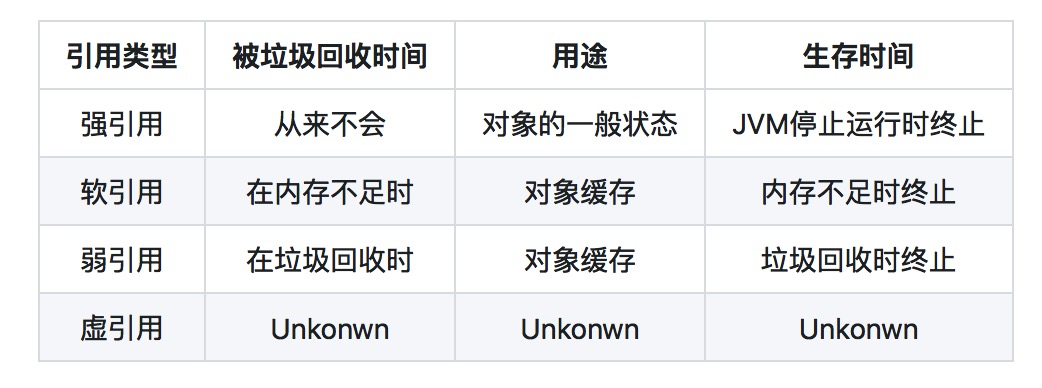 引用类型 被垃圾回收时间 用途 生存时间
强引用 从来不会 对象的一般状态 JVM停止运行时终止
软引用 在内存不足时 对象缓存 内存不足时终止
弱引用 在垃圾回收时 对象缓存 垃圾回收时终止
虚引用 Unkonwn Unkonwn Unkonwn